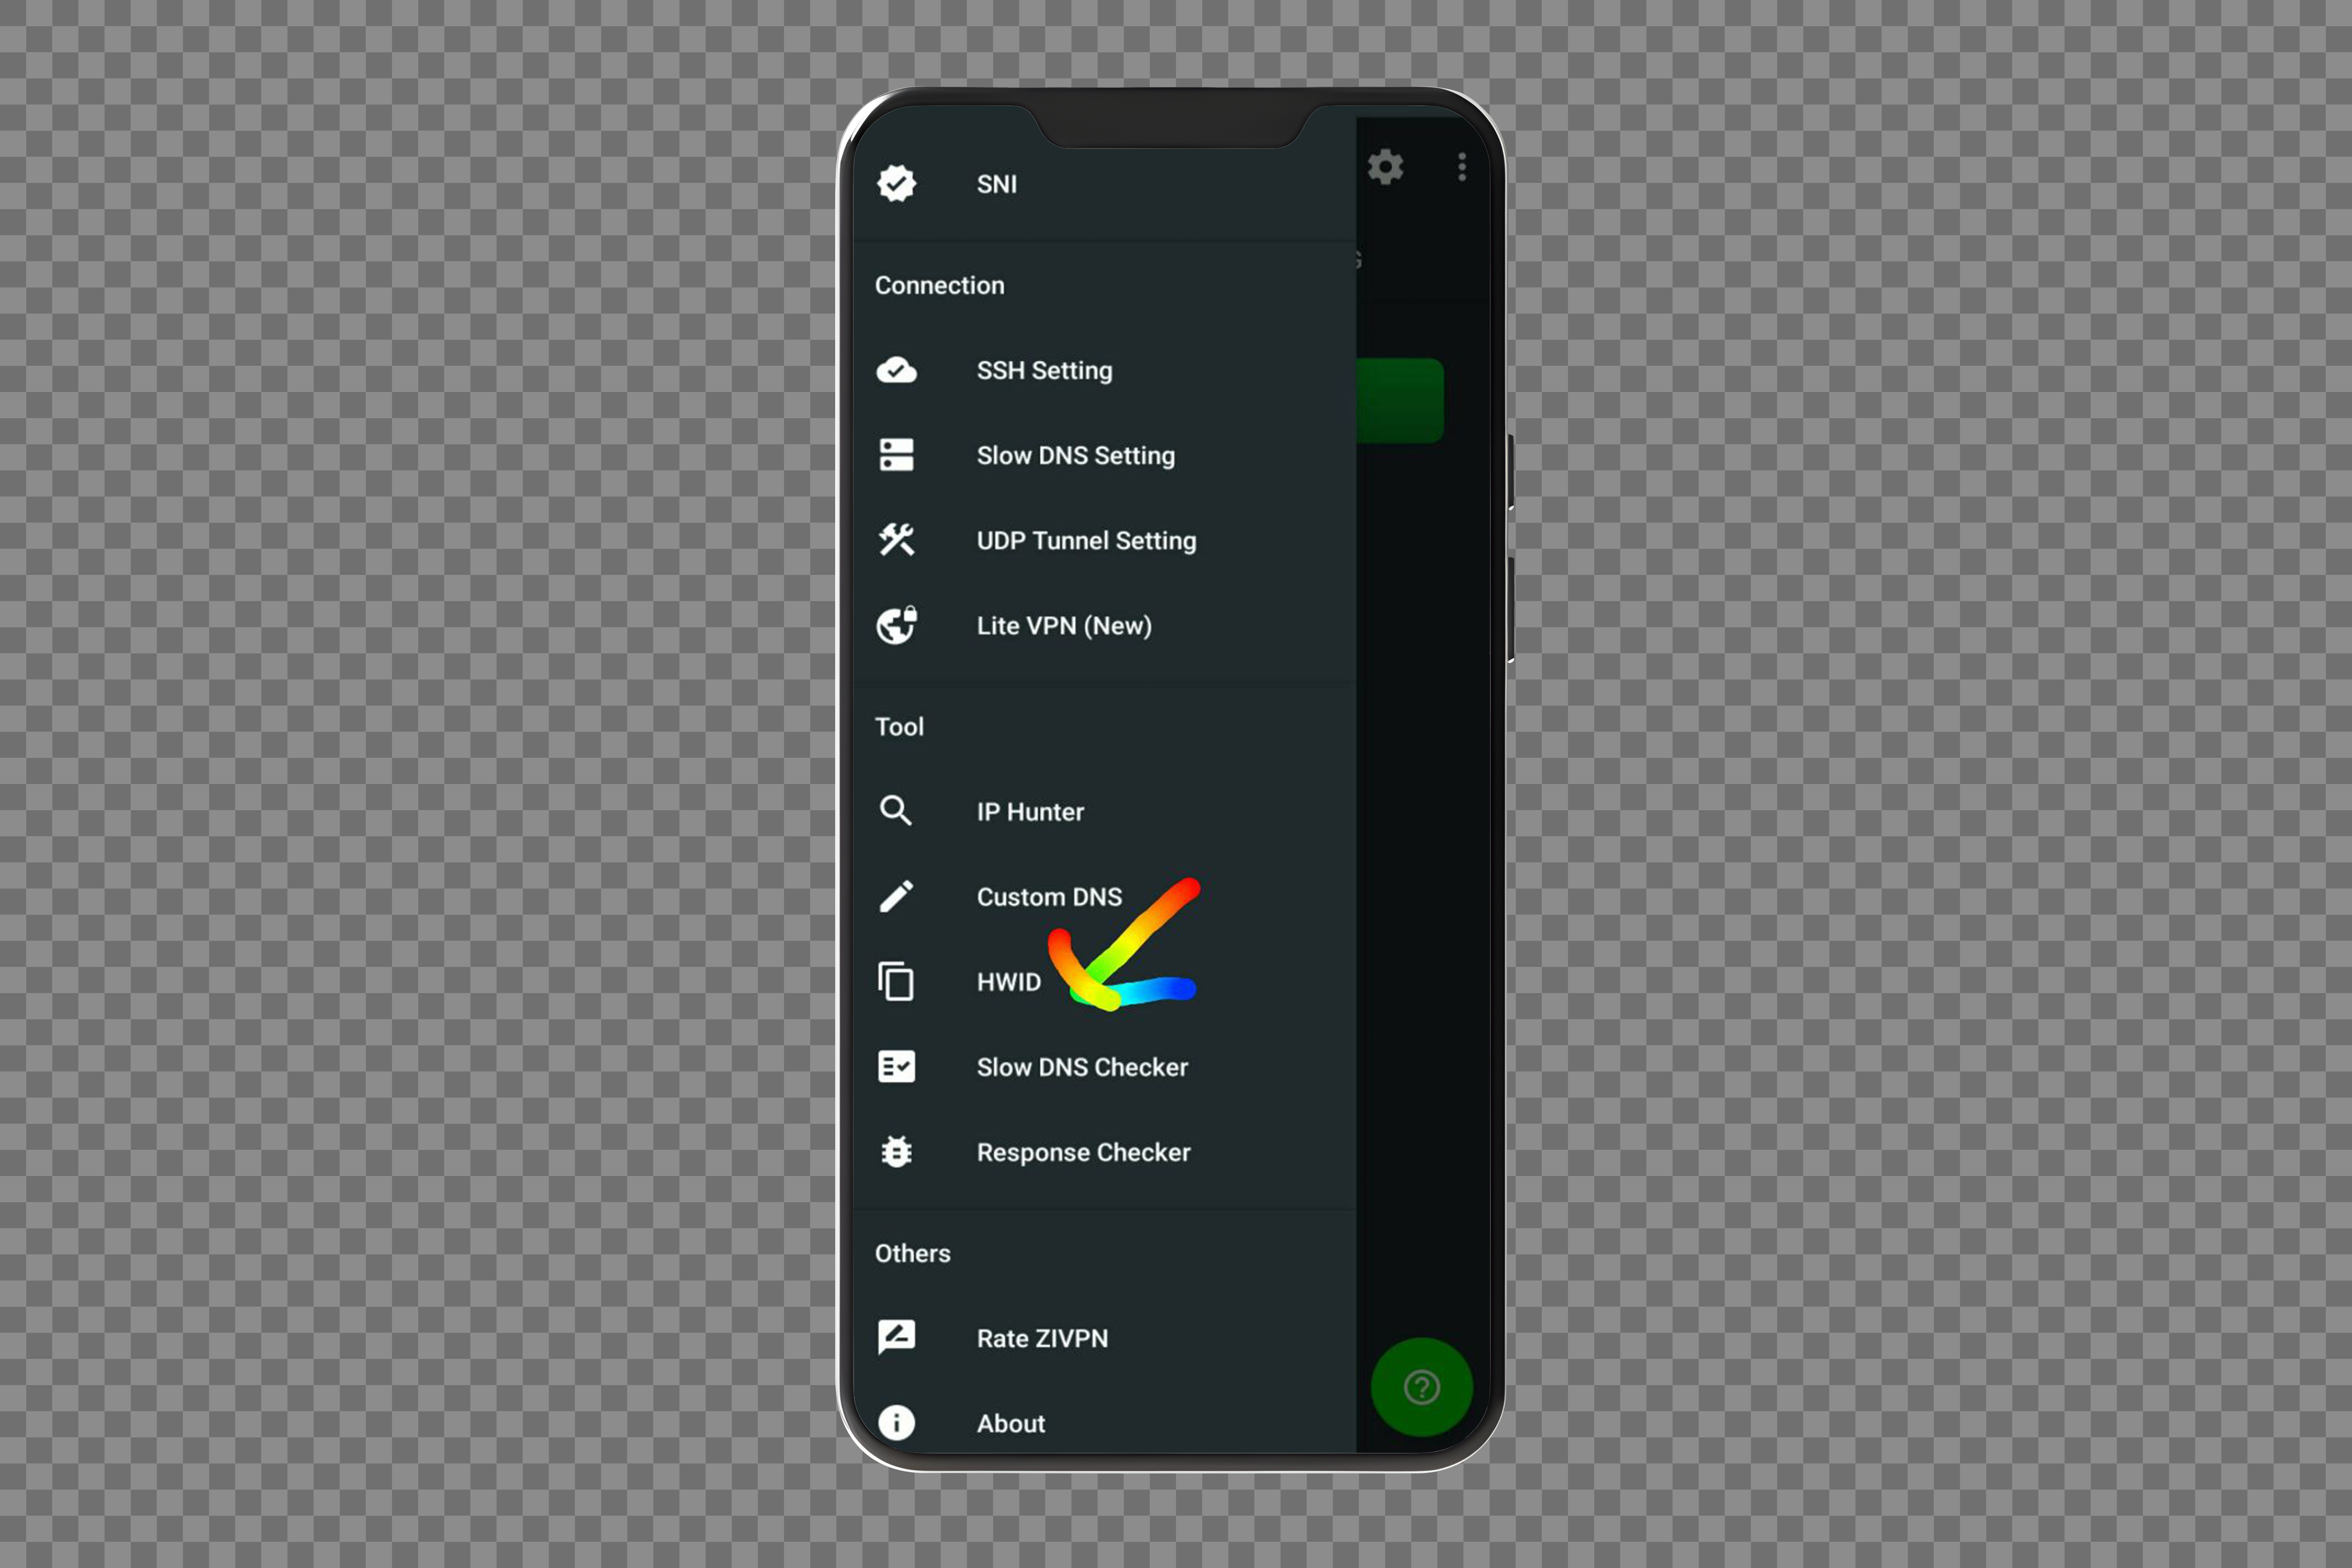 SNI
Connection
SSH Setting
Slow DNS Setting
UDP Tunnel Setting
Lite VPN (New)
Tool
IP Hunter
Custom DNS
HWID
Slow DNS Checker
Response Checker
Others
Rate ZIVPN
About